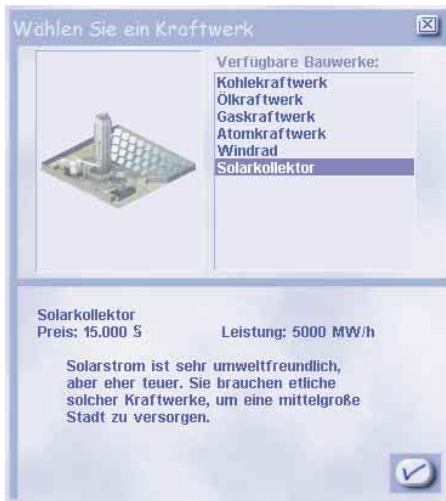 Wählen Sie ein Kraftwerk
Verfügbare Bauwerke:
Kohlekraftwerk
Ölkraftwerk
Gaskraftwerk
Atomkraftwerk
Windrad
Solarkollektor
Solarkollektor
Preis: 15.000 § Leistung: 5000 MW/h
Solarstrom ist sehr umweltfreundlich,
aber eher teuer. Sie brauchen etliche
solcher Kraftwerke, um eine mittelgroße
Stadt zu versorgen.